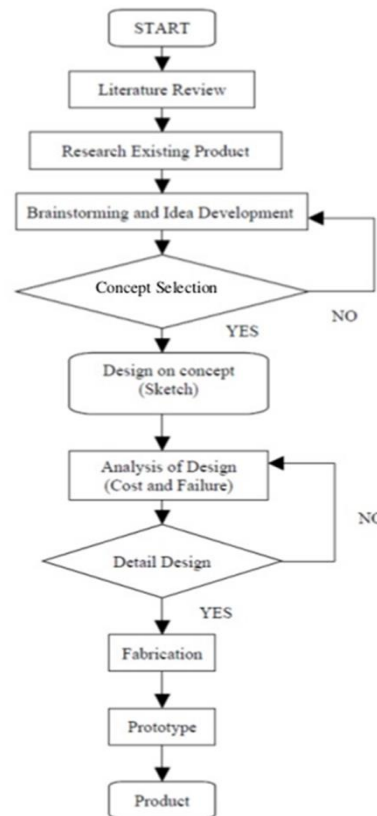 START
Literature Review
Research Existing Product
Brainstorming and Idea Development
Concept Selection
NO
YES
Design on concept
(Sketch)
Analysis of Design
(Cost and Failure)
NO
Detail Design
YES
Fabrication
Prototype
Product